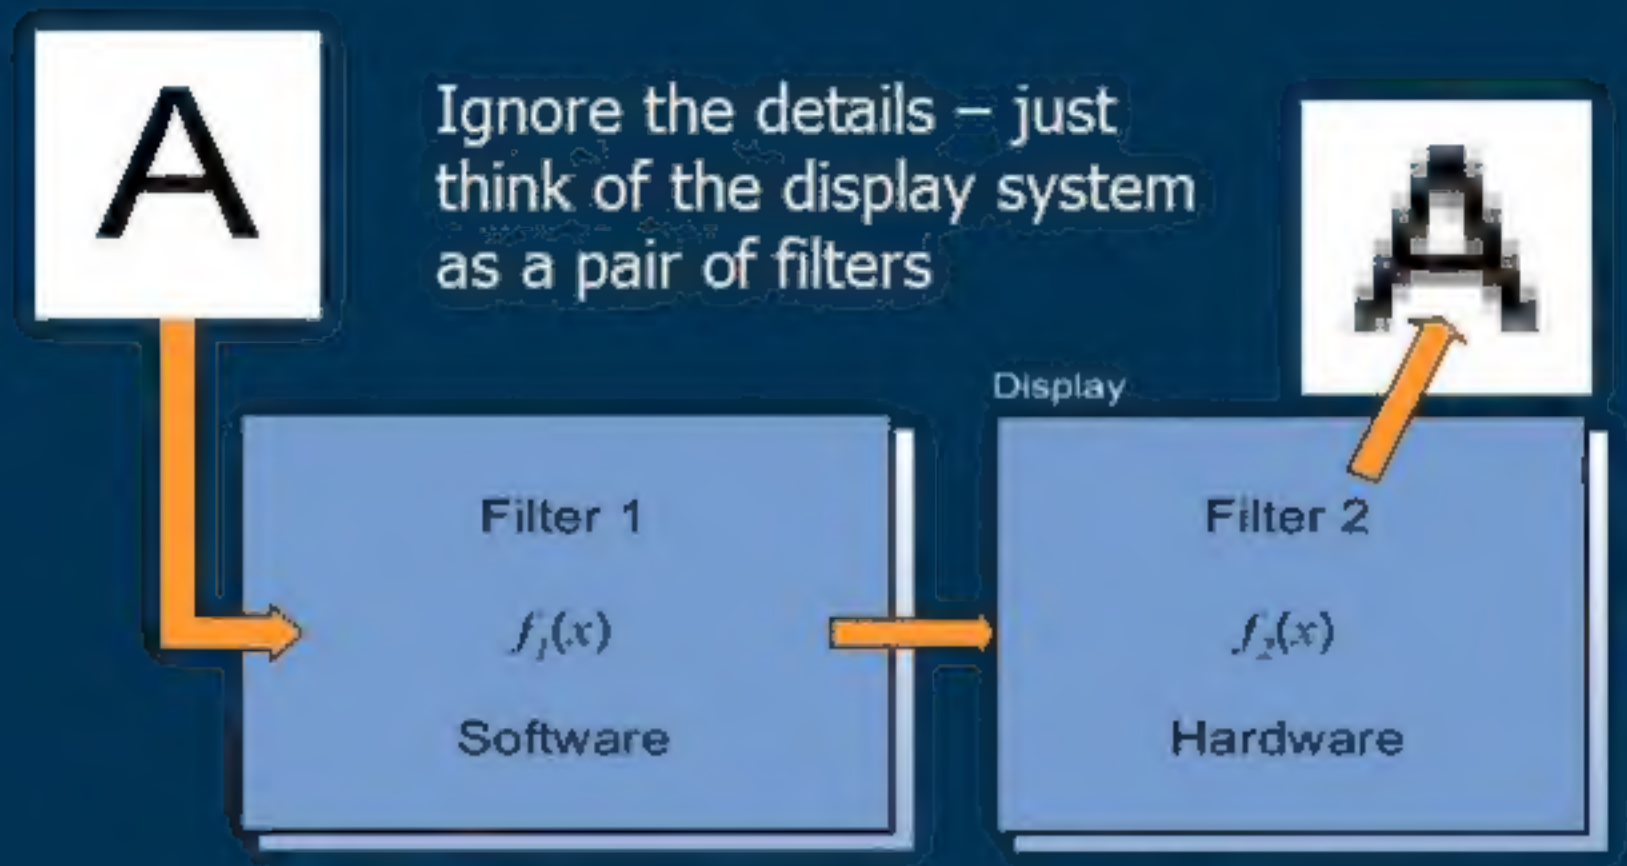 A
Ignore the details – just
think of the display system
as a pair of filters
A
Display
Filter 1
f₁(x)
Software
Filter 2
f₂(x)
Hardware